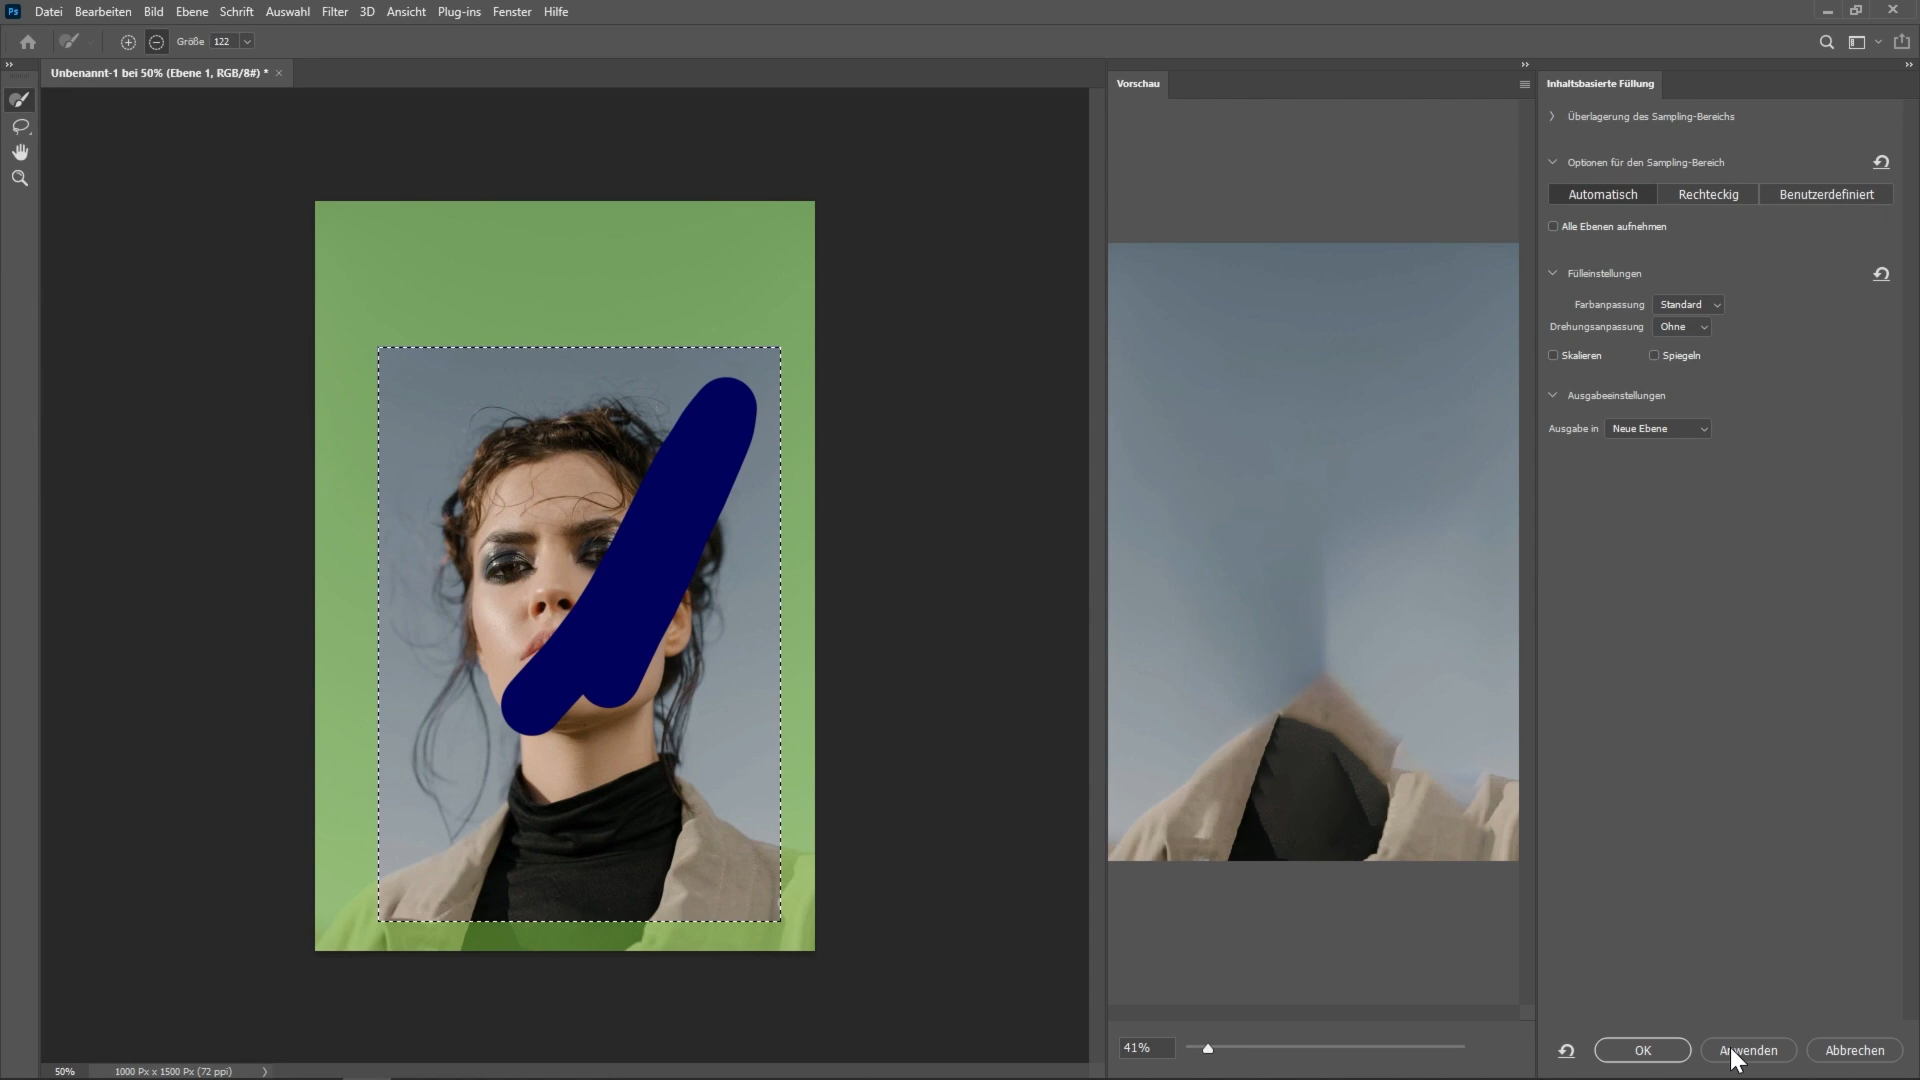 Ps Datei Bearbeiten Bild Ebene Schrift Auswahl Filter 3D Ansicht Plug-ins Fenster Hilfe
Größe 122
Unbenannt-1 bei 50% (Ebene 1, RGB/8#) * ×
Vorschau
Inhaltsbasierte Füllung
Überlagerung des Sampling-Bereichs
Optionen für den Sampling-Bereich
Automatisch Rechteckig Benutzerdefiniert
Alle Ebenen aufnehmen
Fülleinstellungen
Farbanpassung Standard
Drehungsanpassung Ohne
Skalieren Spiegeln
Ausgabeeinstellungen
Ausgabe in Neue Ebene
41%
OK Anwenden Abbrechen
50% 1000 Px x 1500 Px (72 ppi)